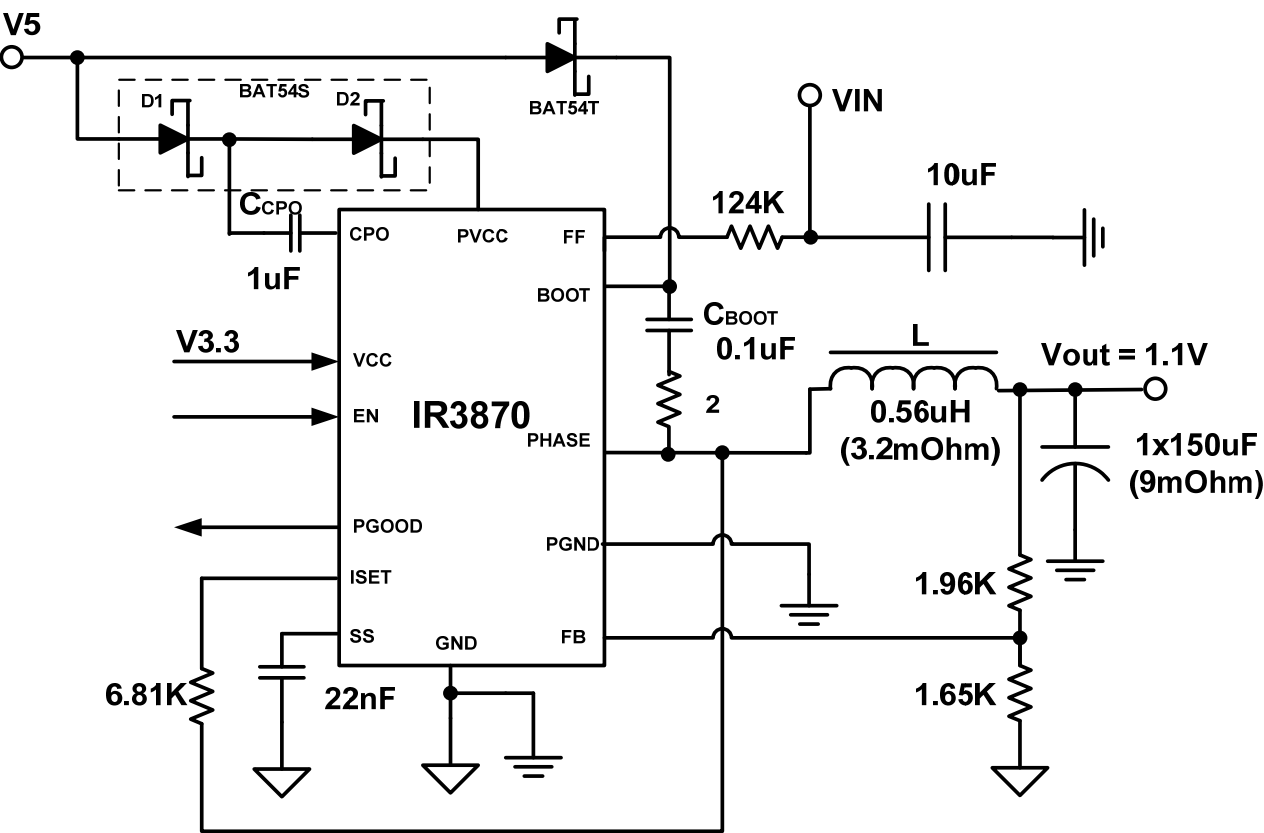 V5
D1
BAT54S
D2
BAT54T
VIN
CCPO
1uF
CPO
PVCC
FF
124K
10uF
BOOT
CBOOT
0.1uF
V3.3
VCC
L
Vout = 1.1V
EN
IR3870
PHASE
2
0.56uH
(3.2mOhm)
1x150uF
(9mOhm)
PGOOD
PGND
ISET
1.96K
SS
GND
FB
6.81K
22nF
1.65K